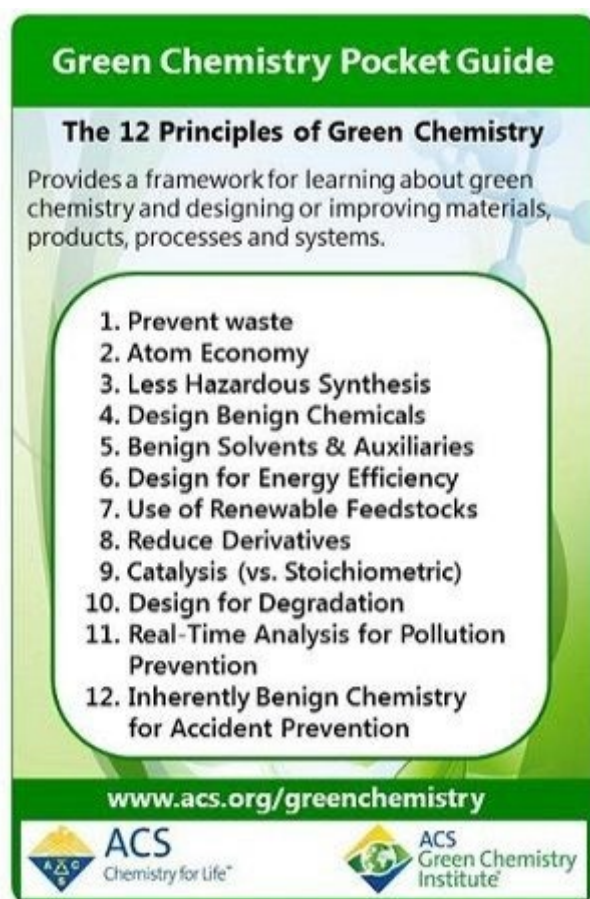 Green Chemistry Pocket Guide
The 12 Principles of Green Chemistry
Provides a framework for learning about green
chemistry and designing or improving materials,
products, processes and systems.
1. Prevent waste
2. Atom Economy
3. Less Hazardous Synthesis
4. Design Benign Chemicals
5. Benign Solvents & Auxiliaries
6. Design for Energy Efficiency
7. Use of Renewable Feedstocks
8. Reduce Derivatives
9. Catalysis (vs. Stoichiometric)
10. Design for Degradation
11. Real-Time Analysis for Pollution
Prevention
12. Inherently Benign Chemistry
for Accident Prevention
www.acs.org/greenchemistry
A C S
ACS
Chemistry for Life™
ACS
Green Chemistry
Institute®